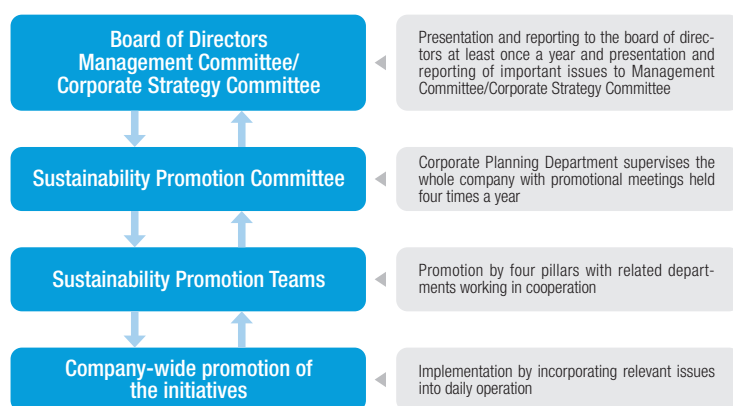 Board of Directors
Management Committee/
Corporate Strategy Committee
Presentation and reporting to the board of direc-
tors at least once a year and presentation and
reporting of important issues to Management
Committee/Corporate Strategy Committee
Sustainability Promotion Committee
Corporate Planning Department supervises the
whole company with promotional meetings held
four times a year
Sustainability Promotion Teams
Promotion by four pillars with related depart-
ments working in cooperation
Company-wide promotion of
the initiatives
Implementation by incorporating relevant issues
into daily operation